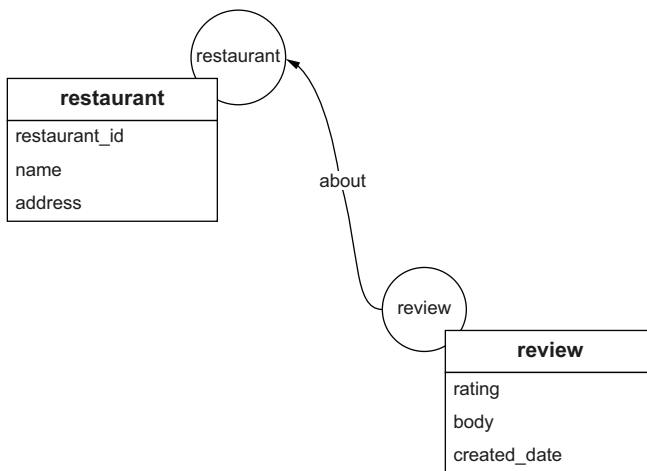 restaurant
restaurant
restaurant_id
name
address
about
review
review
rating
body
created_date